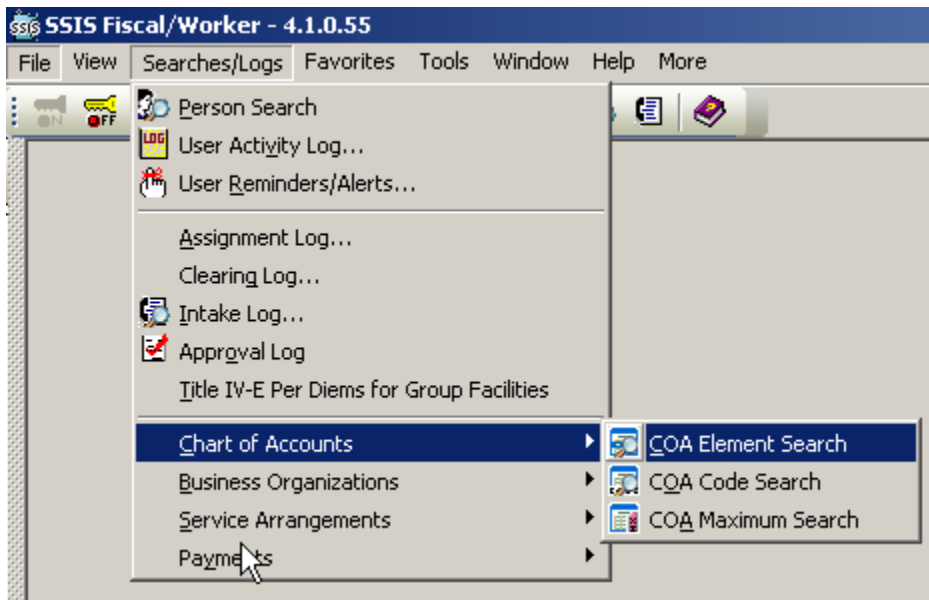 SSIS Fiscal/Worker - 4.1.0.55
File View Searches/Logs Favorites Tools Window Help More
ON OFF
Person Search
LOG User Activity Log...
User Reminders/Alerts...
Assignment Log...
Clearing Log...
Intake Log...
Approval Log
Title IV-E Per Diems for Group Facilities
Chart of Accounts
COA Element Search
Business Organizations
COA Code Search
Service Arrangements
COA Maximum Search
Payments